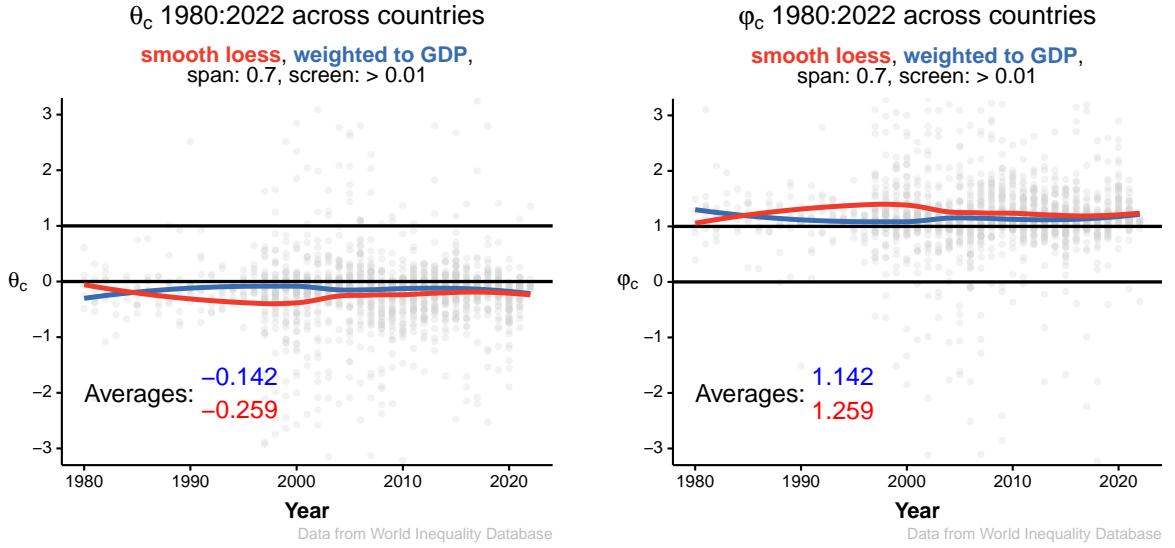 θc 1980:2022 across countries
smooth loess, weighted to GDP,
span: 0.7, screen: > 0.01
3
2
1
θc
0
−1
−2
−3
Averages:
−0.142
−0.259
1980
1990
2000
2010
2020
Year
Data from World Inequality Database
φc 1980:2022 across countries
smooth loess, weighted to GDP,
span: 0.7, screen: > 0.01
3
2
1
φc
0
−1
−2
−3
Averages:
1.142
1.259
1980
1990
2000
2010
2020
Year
Data from World Inequality Database